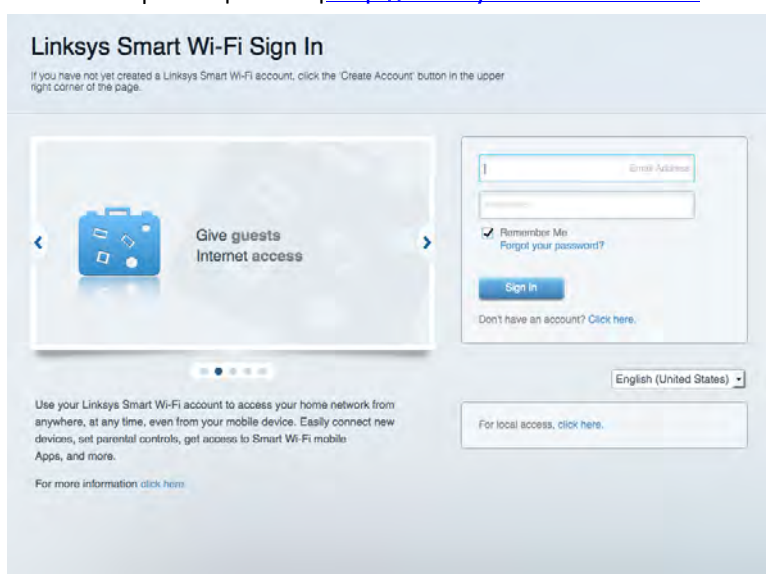 Linksys Smart Wi-Fi Sign In
If you have not yet created a Linksys Smart Wi-Fi account, click the 'Create Account' button in the upper
right corner of the page.
Email Address
Give guests
Internet access
Remember Me
Forgot your password?
Sign In
Don't have an account? Click here.
English (United States)
Use your Linksys Smart Wi-Fi account to access your home network from
anywhere, at any time, even from your mobile device. Easily connect new
devices, set parental controls, get access to Smart Wi-Fi mobile
Apps, and more.
For local access, click here.
For more information click here